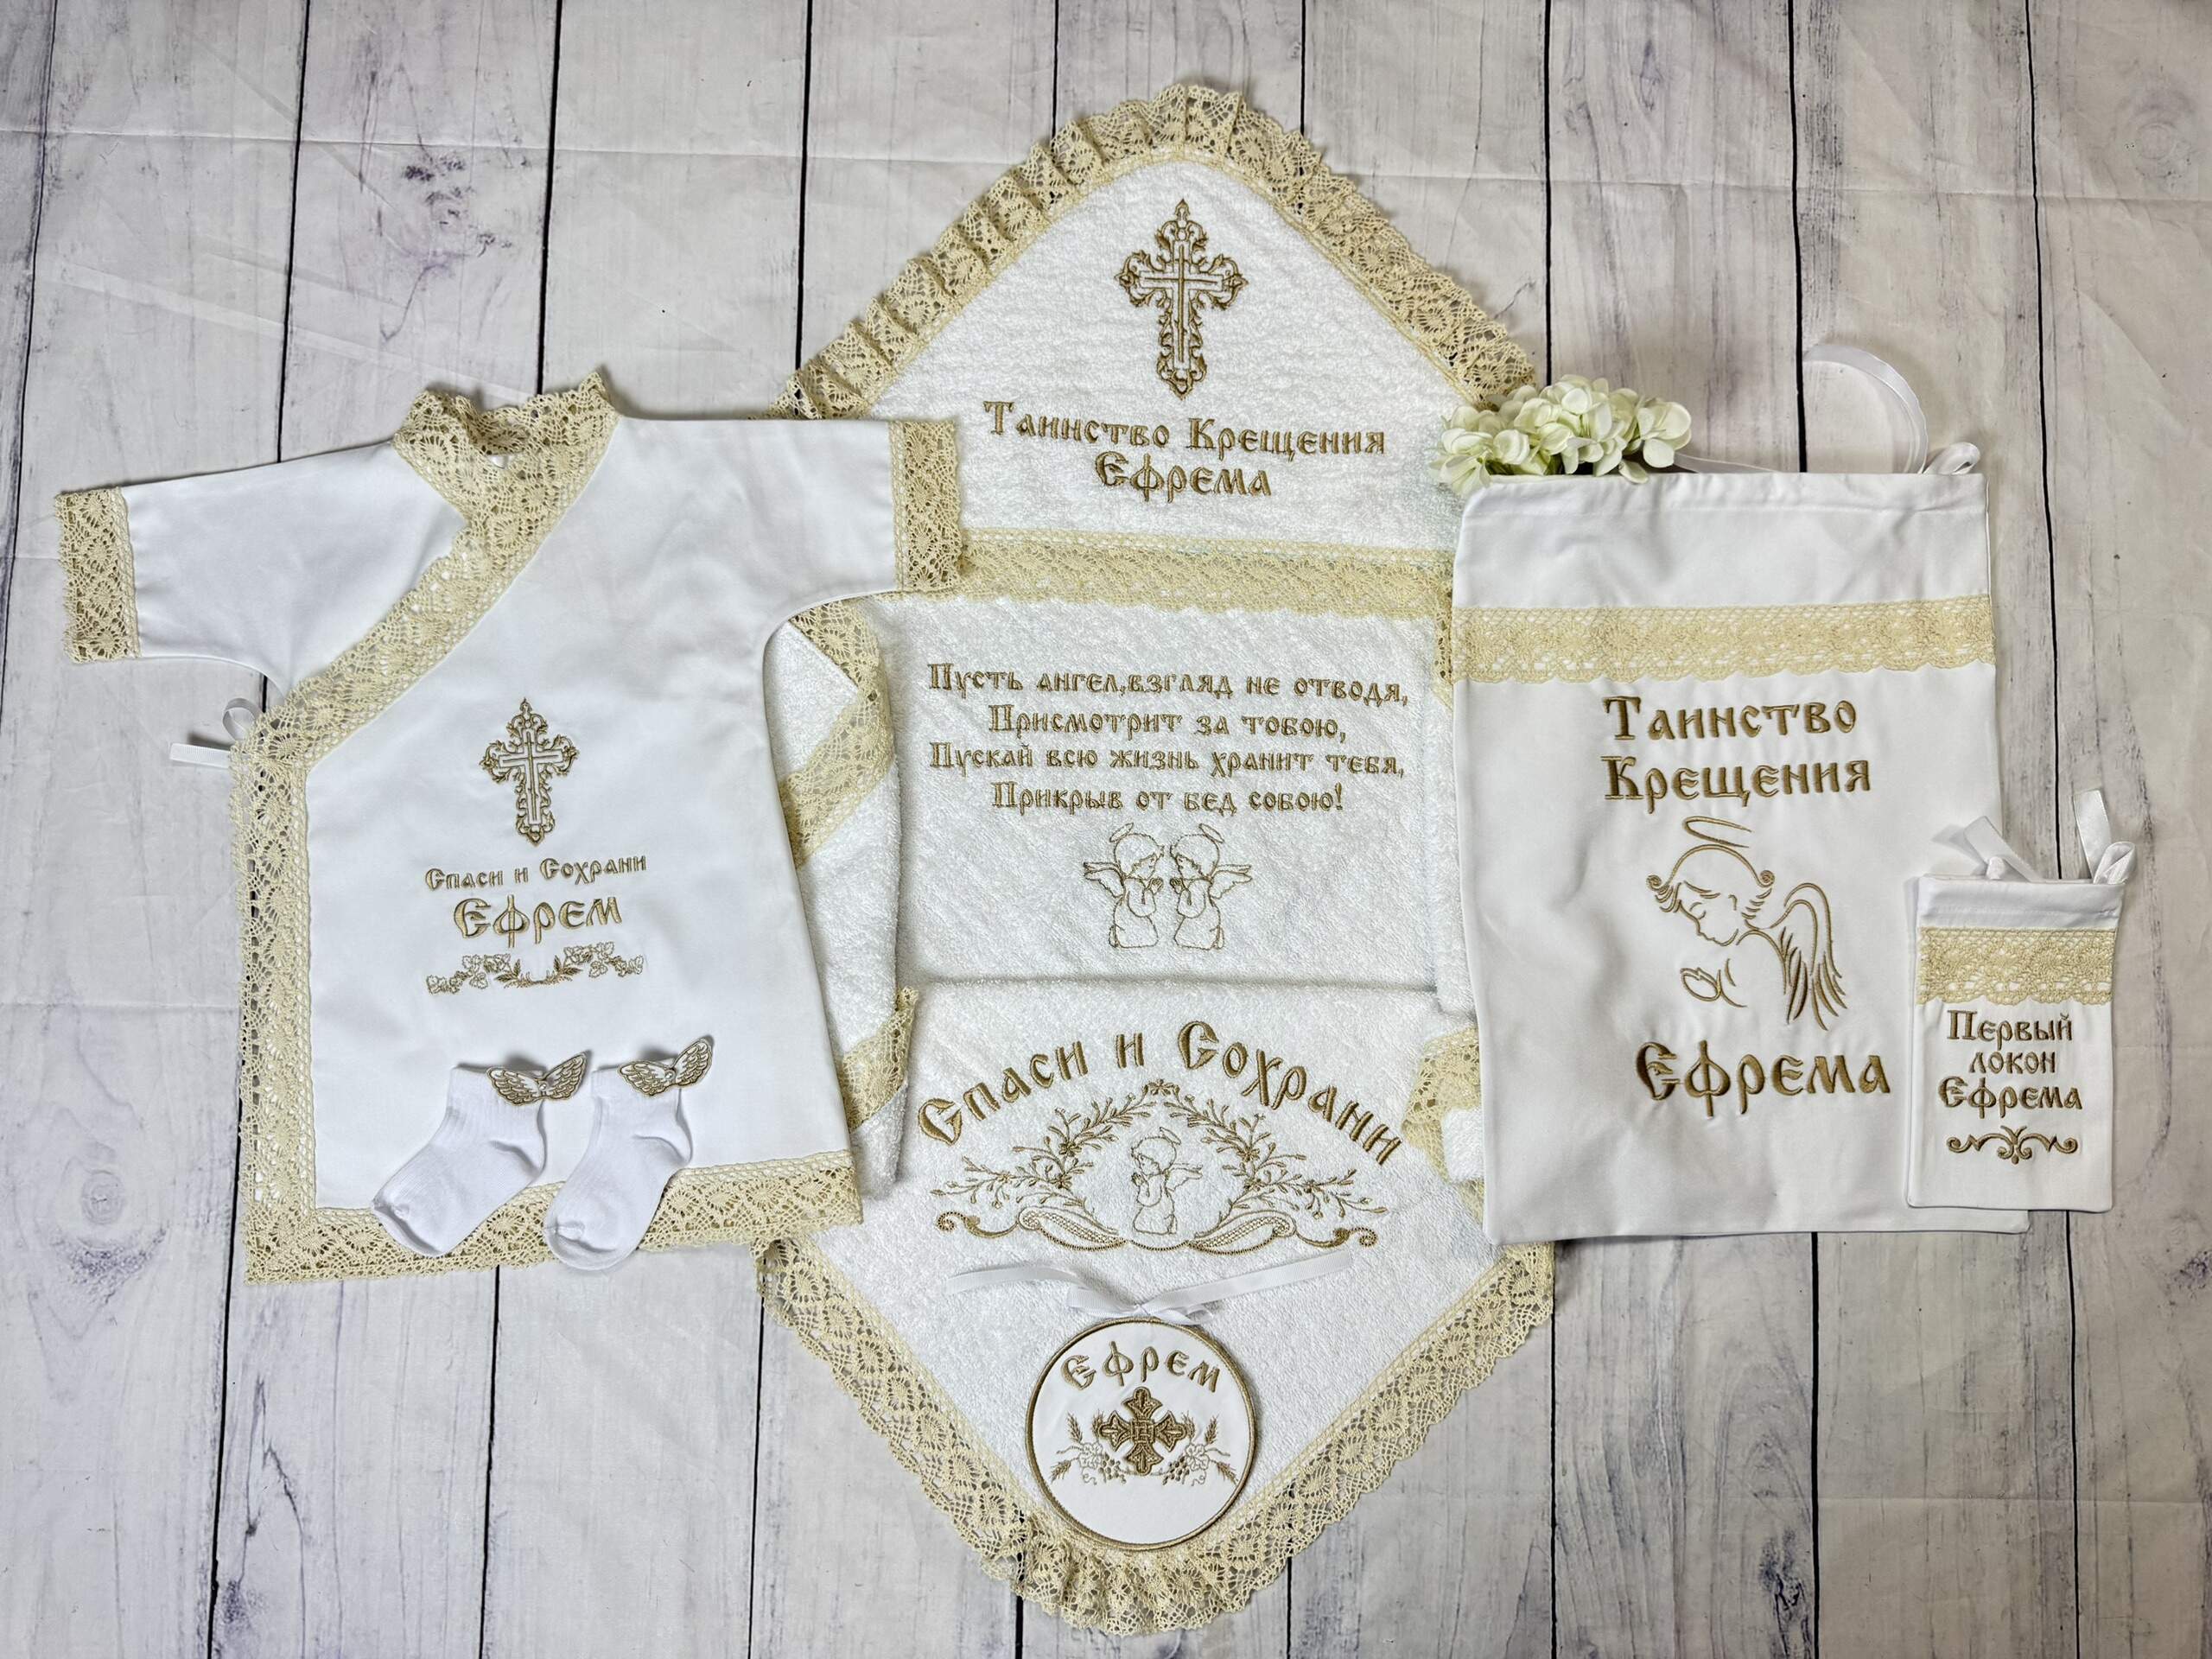 Таинство Крещения
Ефрема
Пусть ангел,взгляд не отводя,
Присмотрит за тобою,
Пускай всю жизнь хранит тебя,
Прикрыв от бед собою!
Спаси и Сохрани
Ефрем
Спаси и Сохрани
Ефрем
Таинство
Крещения
Ефрема
Первый
локон
Ефрема